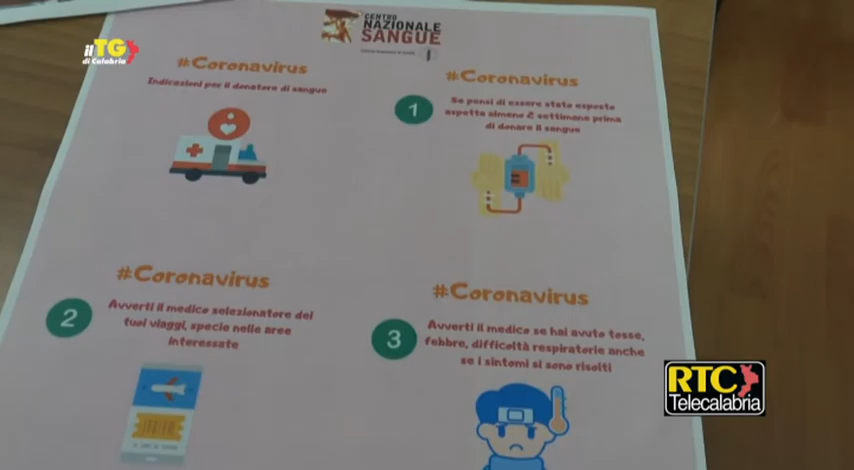 il TG
di Calabria
CENTRO
NAZIONALE
SANGUE
#Coronavirus
Indicazioni per il donatore di sangue
#Coronavirus
1
Se pensi di essere stato esposto
aspetta almeno 2 settimane prima
di donare il sangue
#Coronavirus
2
Avverti il medico selezionatore dei
tuoi viaggi, specie nelle aree
interessate
#Coronavirus
3
Avverti il medico se hai avuto tosse,
febbre, difficoltà respiratorie anche
se i sintomi si sono risolti
RTC
Telecalabria